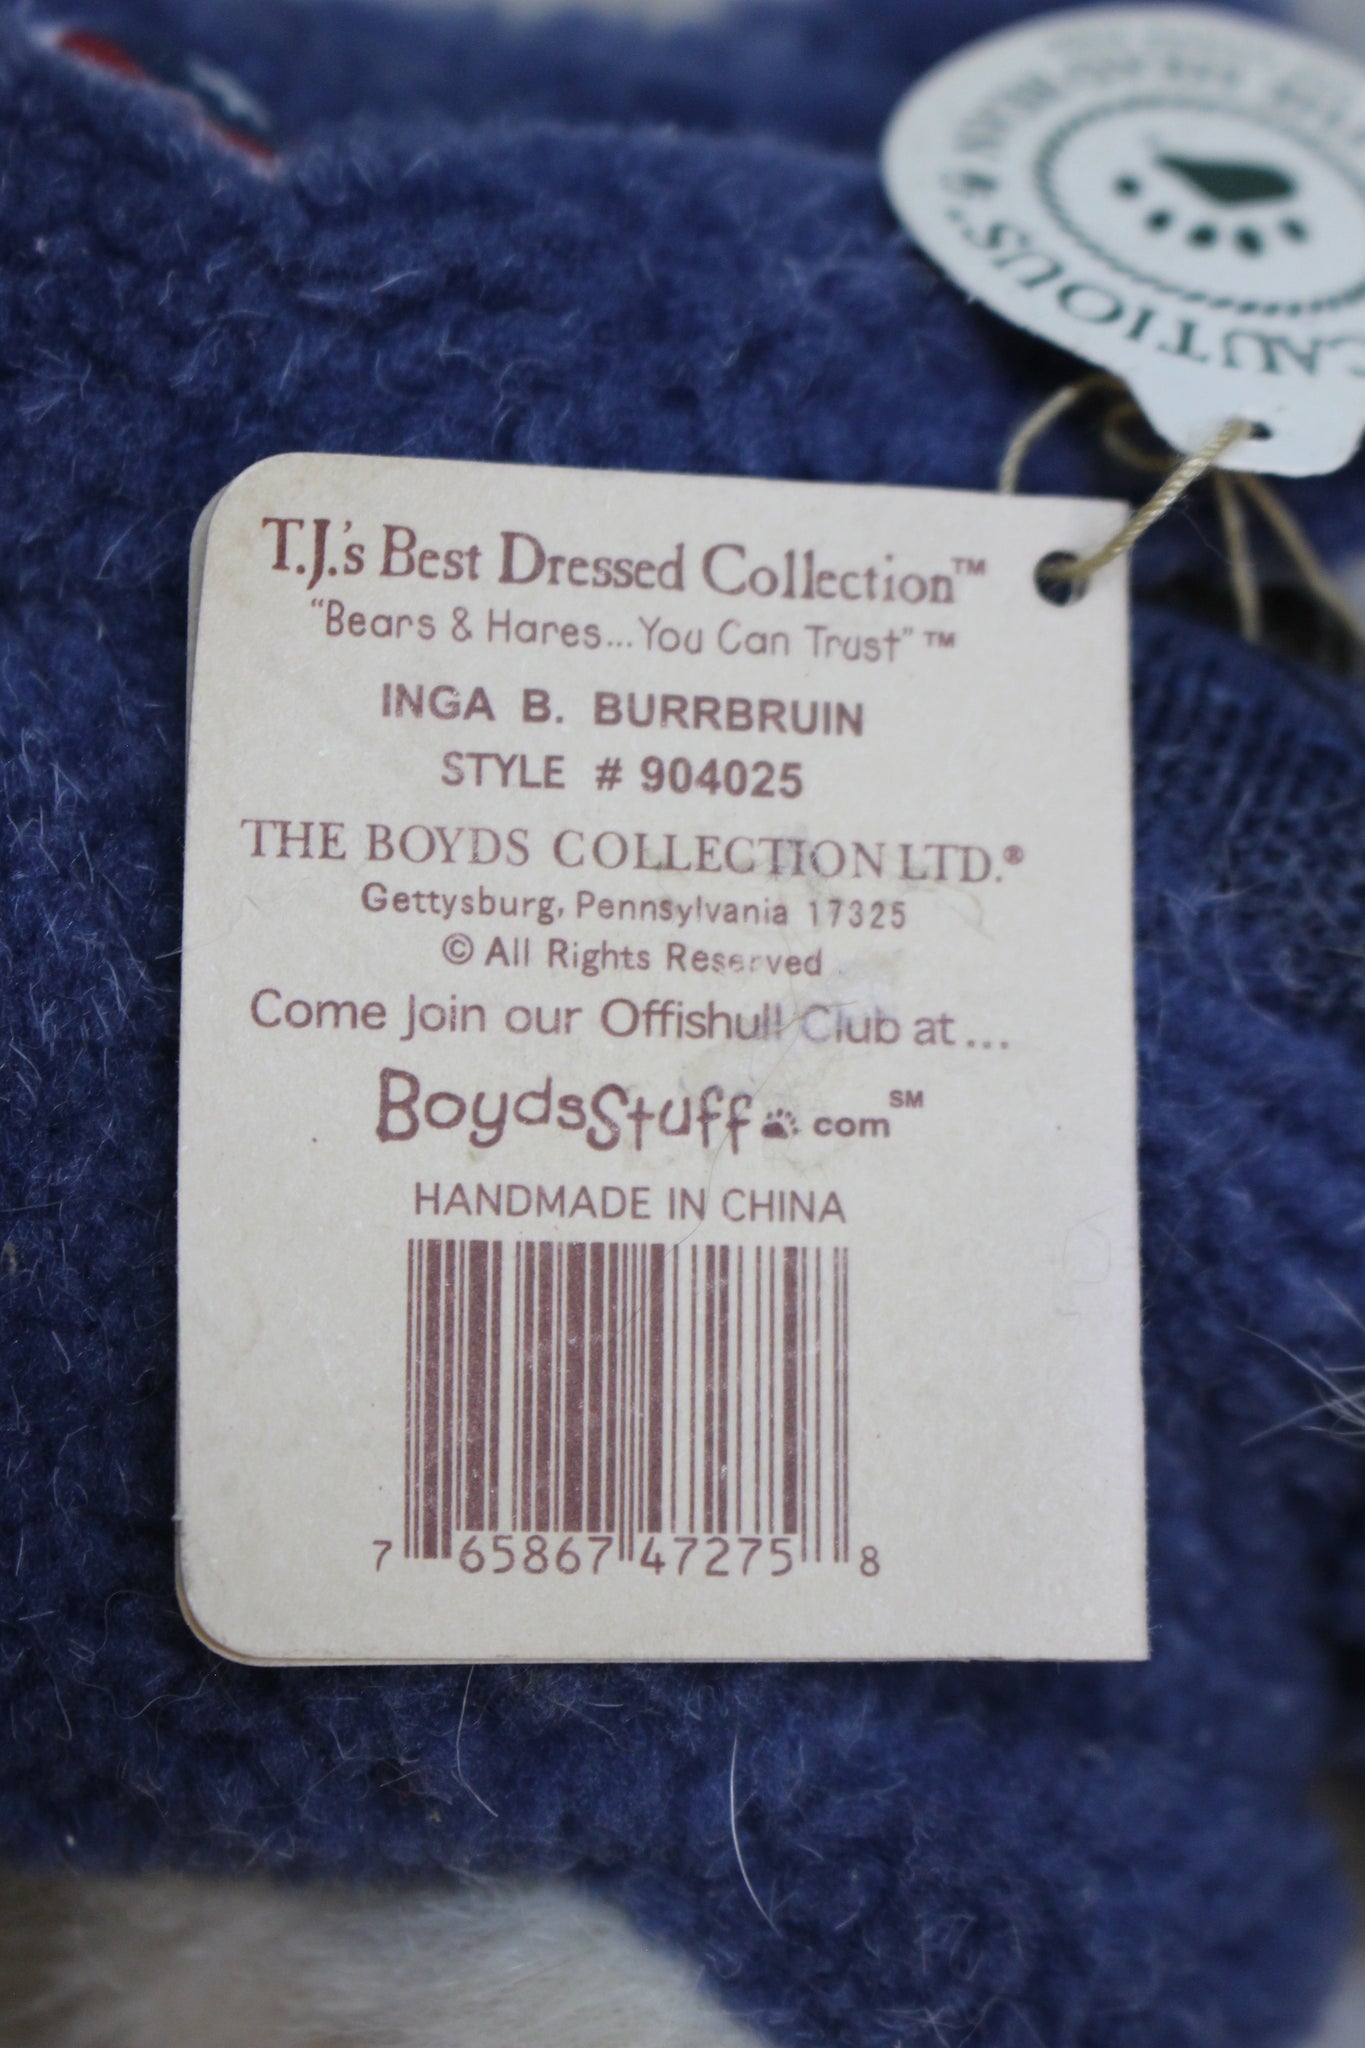 T.J.'s Best Dressed Collection™
"Bears & Hares...You Can Trust"™
INGA B. BURRBRUIN
STYLE # 904025
THE BOYDS COLLECTION LTD.®
Gettysburg, Pennsylvania 17325
© All Rights Reserved
Come Join our Offishull Club at...
BoydsStuff.com℠
HANDMADE IN CHINA
7 65867 47275 8